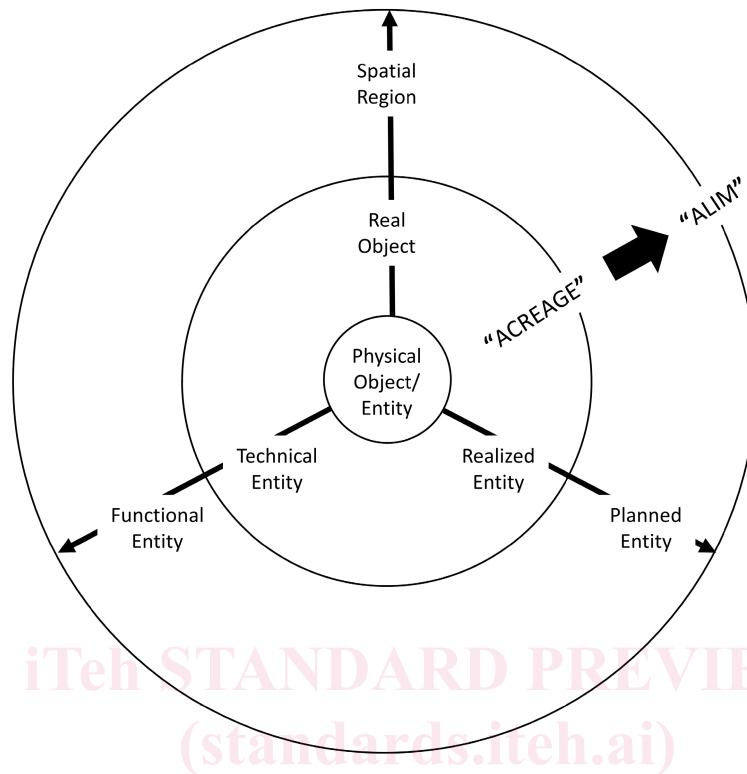 Spatial
Region
"ALIM"
Real
Object
"ACREAGE"
Physical
Object/
Entity
Technical
Entity
Realized
Entity
Functional
Entity
Planned
Entity
iTeh STANDARD PREVIE
(standards.iteh.ai)